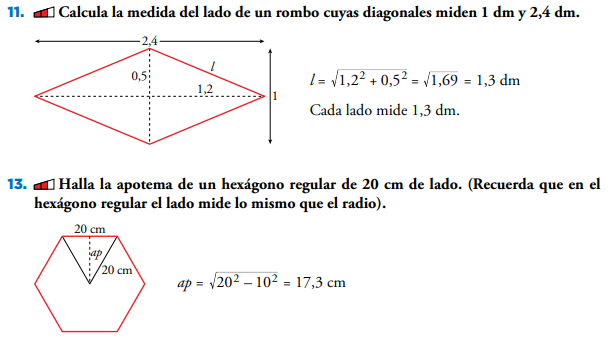 11. Calcula la medida del lado de un rombo cuyas diagonales miden 1 dm y 2,4 dm.
2,4
l
0,5
1,2
1
l = √1,2² + 0,5² = √1,69 = 1,3 dm
Cada lado mide 1,3 dm.
13. Halla la apotema de un hexágono regular de 20 cm de lado. (Recuerda que en el
hexágono regular el lado mide lo mismo que el radio).
20 cm
ap
20 cm
ap = √20² – 10² = 17,3 cm